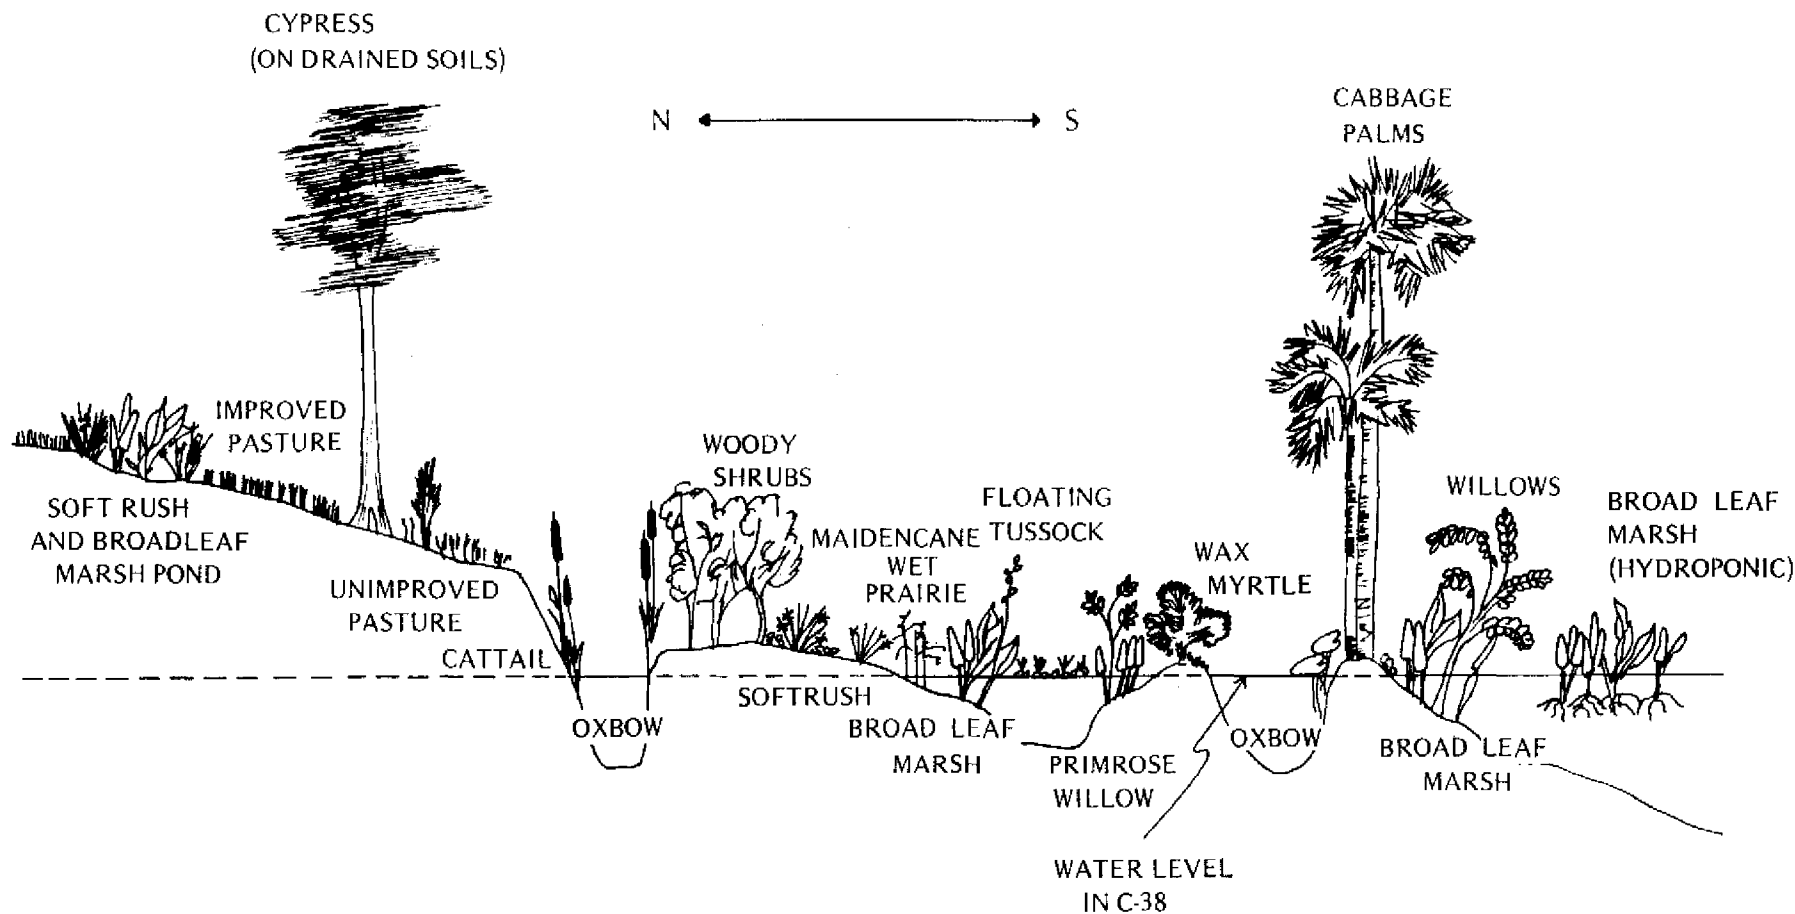 CYPRESS
(ON DRAINED SOILS)
N
S
CABBAGE
PALMS
IMPROVED
PASTURE
WOODY
SHRUBS
SOFT RUSH
AND BROADLEAF
MARSH POND
UNIMPROVED
PASTURE
CATTAIL
OXBOW
MAIDENCANE
WET
PRAIRIE
FLOATING
TUSSOCK
SOFTRUSH
BROAD LEAF
MARSH
PRIMROSE
WILLOW
WAX
MYRTLE
OXBOW
WILLOWS
BROAD LEAF
MARSH
(HYDROPONIC)
BROAD LEAF
MARSH
WATER LEVEL
IN C-38